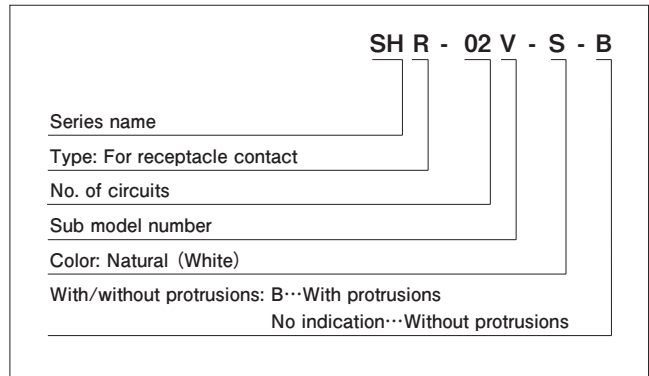 SH R - 02 V - S - B
Series name
Type: For receptacle contact
No. of circuits
Sub model number
Color: Natural (White)
With/without protrusions: B···With protrusions
No indication···Without protrusions